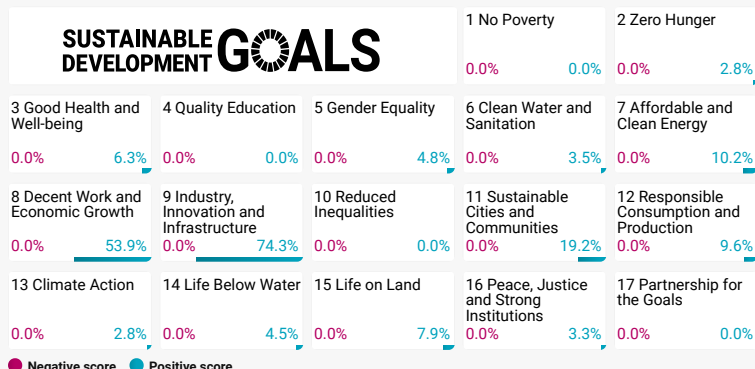 SUSTAINABLE
DEVELOPMENT
GOALS
1 No Poverty
0.0% 0.0%
2 Zero Hunger
0.0% 2.8%
3 Good Health and
Well-being
0.0% 6.3%
4 Quality Education
0.0% 0.0%
5 Gender Equality
0.0% 4.8%
6 Clean Water and
Sanitation
0.0% 3.5%
7 Affordable and
Clean Energy
0.0% 10.2%
8 Decent Work and
Economic Growth
0.0% 53.9%
9 Industry,
Innovation and
Infrastructure
0.0% 74.3%
10 Reduced
Inequalities
0.0% 0.0%
11 Sustainable
Cities and
Communities
0.0% 19.2%
12 Responsible
Consumption and
Production
0.0% 9.6%
13 Climate Action
0.0% 2.8%
14 Life Below Water
0.0% 4.5%
15 Life on Land
0.0% 7.9%
16 Peace, Justice
and Strong
Institutions
0.0% 3.3%
17 Partnership for
the Goals
0.0% 0.0%
Negative score Positive score